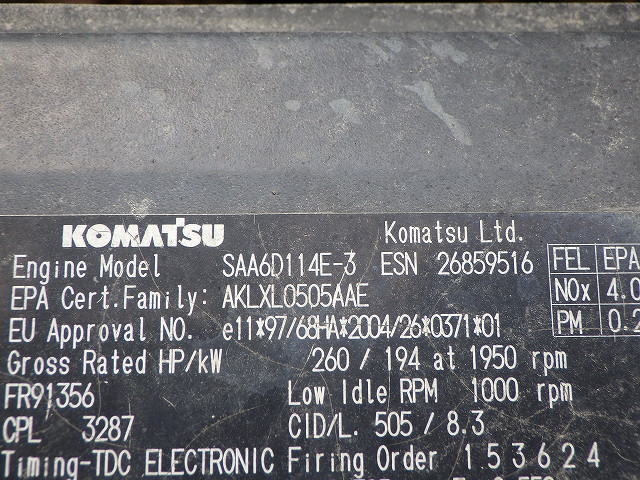 KOMATSU Komatsu Ltd.
Engine Model SAA6D114E-3 ESN 26859516 FEL EPA
EPA Cert.Family: AKLXL0505AAE NOx 4.0
EU Approval NO. e11*97/68HA*2004/26*0371*01 PM 0.2
Gross Rated HP/kW 260 / 194 at 1950 rpm
FR91356 Low Idle RPM 1000 rpm
CPL 3287 CID/L. 505 / 8.3
Timing-TDC ELECTRONIC Firing Order 1 5 3 6 2 4